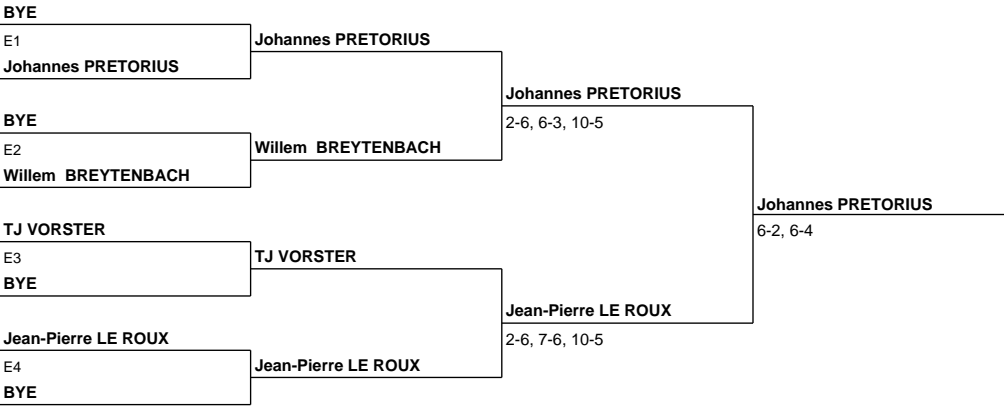 BYE
E1
Johannes PRETORIUS
BYE
E2
Willem  BREYTENBACH
TJ VORSTER
E3
BYE
Jean-Pierre LE ROUX
E4
BYE
Johannes PRETORIUS
Willem  BREYTENBACH
TJ VORSTER
Jean-Pierre LE ROUX
Johannes PRETORIUS
2-6, 6-3, 10-5
Jean-Pierre LE ROUX
2-6, 7-6, 10-5
Johannes PRETORIUS
6-2, 6-4